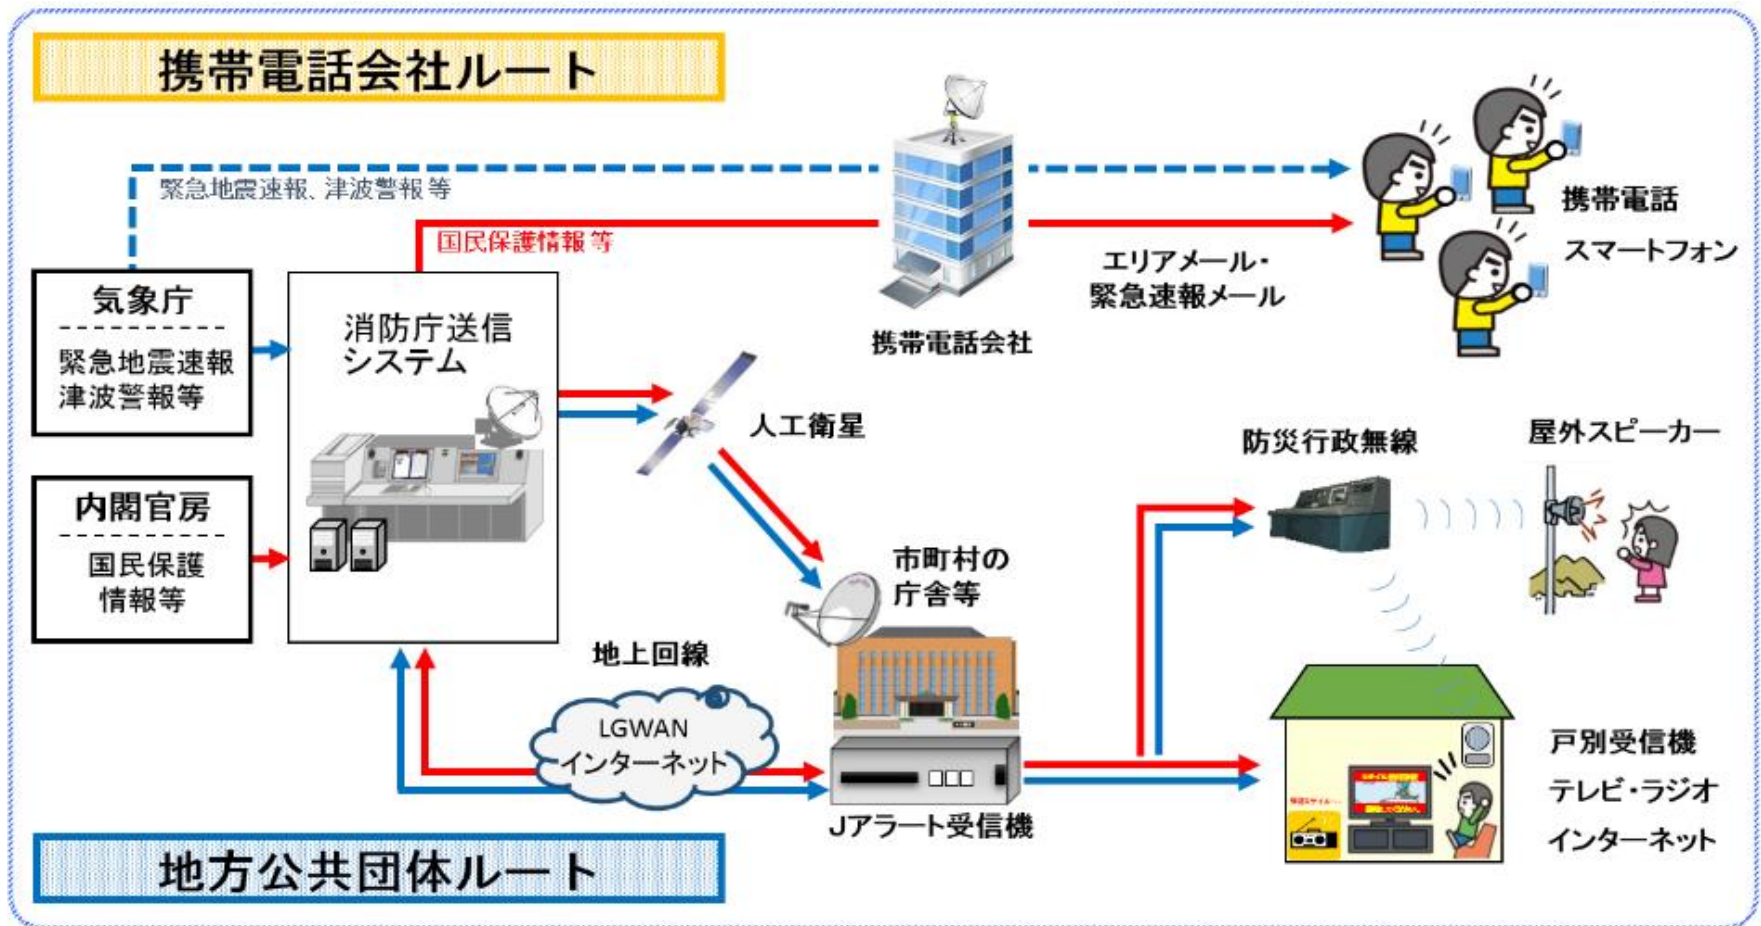 携帯電話会社ルート
緊急地震速報、津波警報等
国民保護情報等
気象庁
緊急地震速報
津波警報等
内閣官房
国民保護
情報等
消防庁送信
システム
携帯電話会社
エリアメール・
緊急速報メール
携帯電話
スマートフォン
人工衛星
市町村の
庁舎等
地上回線
LGWAN
インターネット
Jアラート受信機
防災行政無線
屋外スピーカー
戸別受信機
テレビ・ラジオ
インターネット
地方公共団体ルート